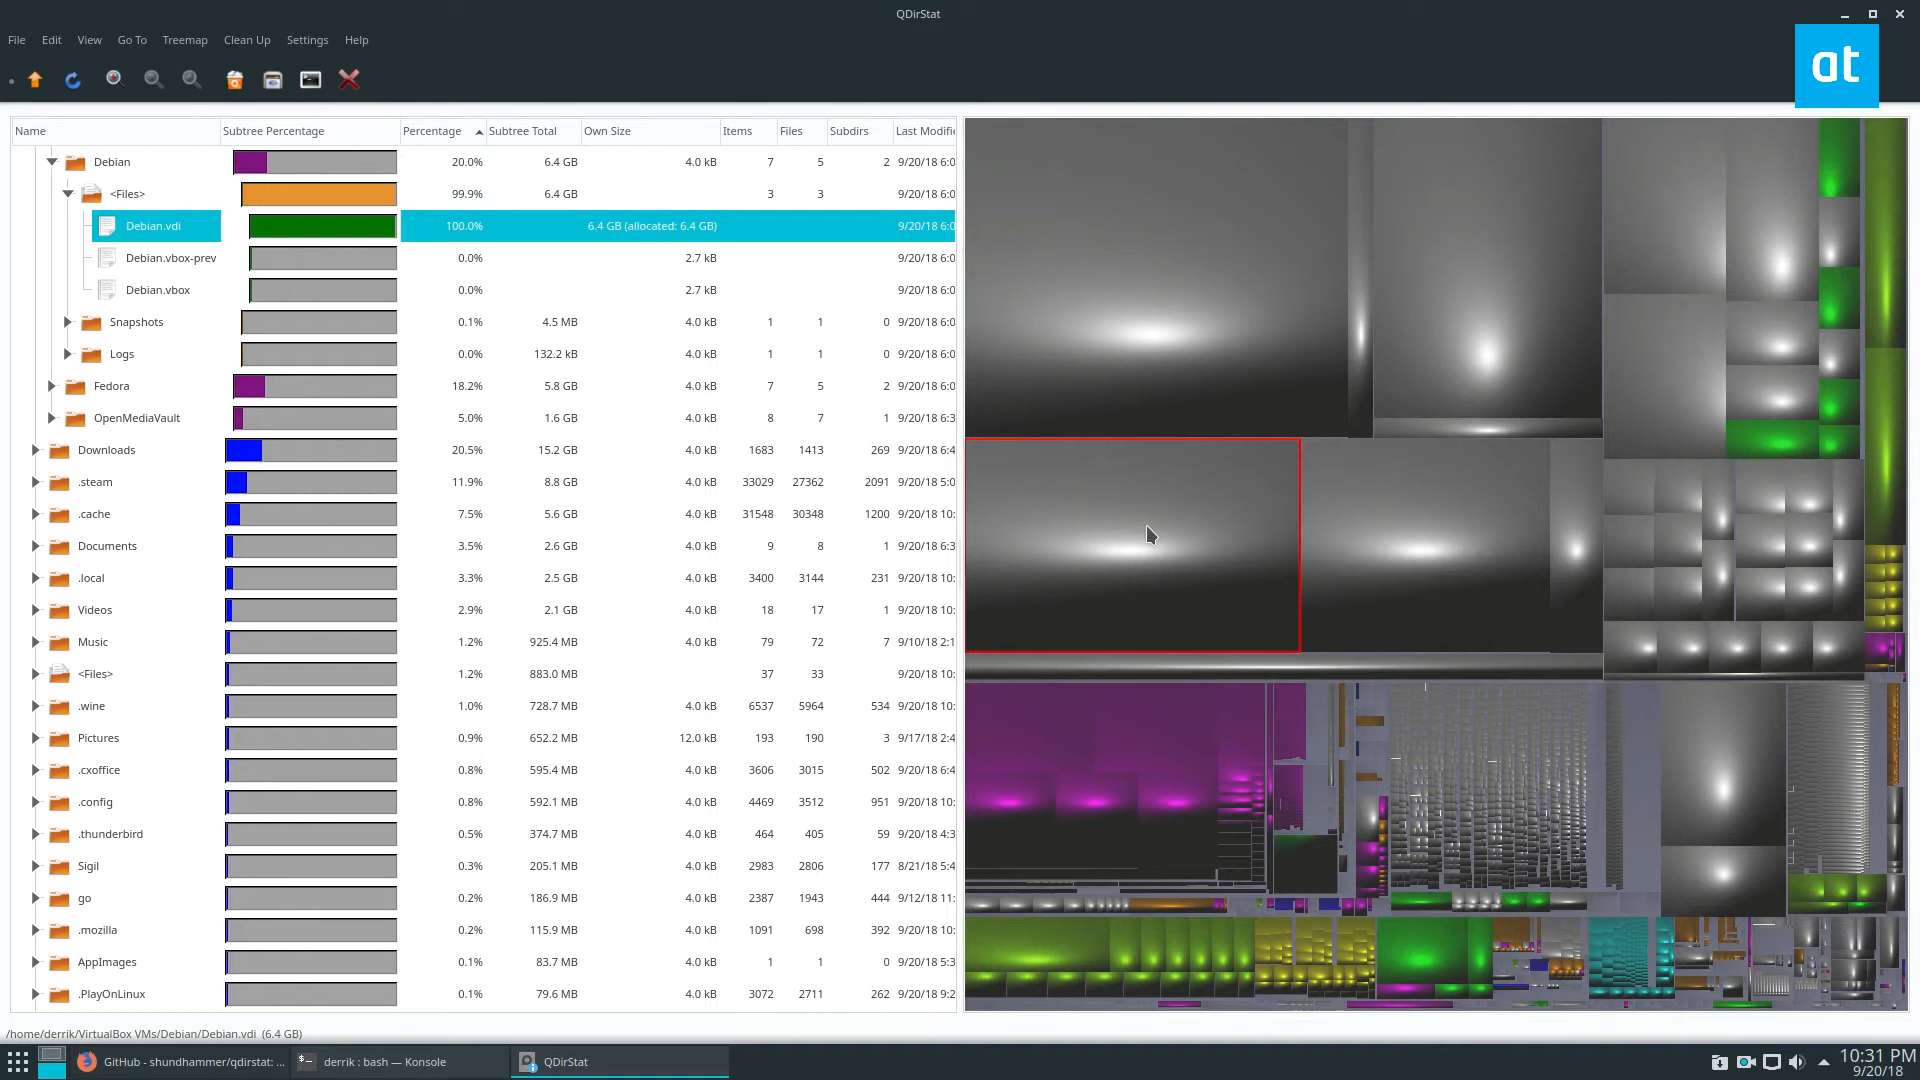 QDirStat
File Edit View Go To Treemap Clean Up Settings Help
at
Name Subtree Percentage Percentage Subtree Total Own Size Items Files Subdirs Last Modifi
Debian 20.0% 6.4 GB 4.0 kB 7 5 2 9/20/18 6:0
<Files> 99.9% 6.4 GB 3 3 9/20/18 6:0
Debian.vdi 100.0% 6.4 GB (allocated: 6.4 GB) 9/20/18 6:0
Debian.vbox-prev 0.0% 2.7 kB 9/20/18 6:0
Debian.vbox 0.0% 2.7 kB 9/20/18 6:0
Snapshots 0.1% 4.5 MB 4.0 kB 1 1 0 9/20/18 6:0
Logs 0.0% 132.2 kB 4.0 kB 1 1 0 9/20/18 6:0
Fedora 18.2% 5.8 GB 4.0 kB 7 5 2 9/20/18 6:0
OpenMediaVault 5.0% 1.6 GB 4.0 kB 8 7 1 9/20/18 6:3
Downloads 20.5% 15.2 GB 4.0 kB 1683 1413 269 9/20/18 6:4
.steam 11.9% 8.8 GB 4.0 kB 33029 27362 2091 9/20/18 5:0
.cache 7.5% 5.6 GB 4.0 kB 31548 30348 1200 9/20/18 10:
Documents 3.5% 2.6 GB 4.0 kB 9 8 1 9/20/18 6:3
.local 3.3% 2.5 GB 4.0 kB 3400 3144 231 9/20/18 10:
Videos 2.9% 2.1 GB 4.0 kB 18 17 1 9/20/18 10:
Music 1.2% 925.4 MB 4.0 kB 79 72 7 9/10/18 2:1
<Files> 1.2% 883.0 MB 37 33 9/20/18 10:
.wine 1.0% 728.7 MB 4.0 kB 6537 5964 534 9/20/18 10:
Pictures 0.9% 652.2 MB 12.0 kB 193 190 3 9/17/18 2:4
.cxoffice 0.8% 595.4 MB 4.0 kB 3606 3015 502 9/20/18 6:4
.config 0.8% 592.1 MB 4.0 kB 4469 3512 951 9/20/18 10:
.thunderbird 0.5% 374.7 MB 4.0 kB 464 405 59 9/20/18 4:3
Sigil 0.3% 205.1 MB 4.0 kB 2983 2806 177 8/21/18 5:4
go 0.2% 186.9 MB 4.0 kB 2387 1943 444 9/12/18 11:
.mozilla 0.2% 115.9 MB 4.0 kB 1091 698 392 9/20/18 10:
AppImages 0.1% 83.7 MB 4.0 kB 1 1 0 9/20/18 5:3
.PlayOnLinux 0.1% 79.6 MB 4.0 kB 3072 2711 262 9/20/18 9:2
/home/derrik/VirtualBox VMs/Debian/Debian.vdi (6.4 GB)
GitHub - shundhammer/qdirstat: ... derrik : bash — Konsole QDirStat 10:31 PM
9/20/18